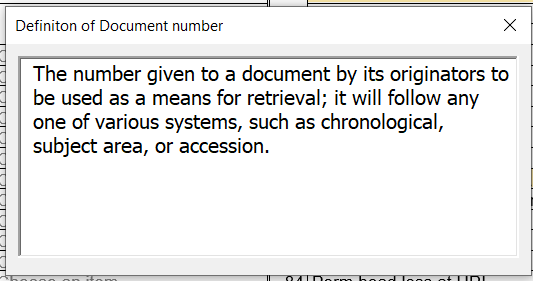 Definiton of Document number
The number given to a document by its originators to
be used as a means for retrieval; it will follow any
one of various systems, such as chronological,
subject area, or accession.
Choose an item
84 Perm head loss at URL